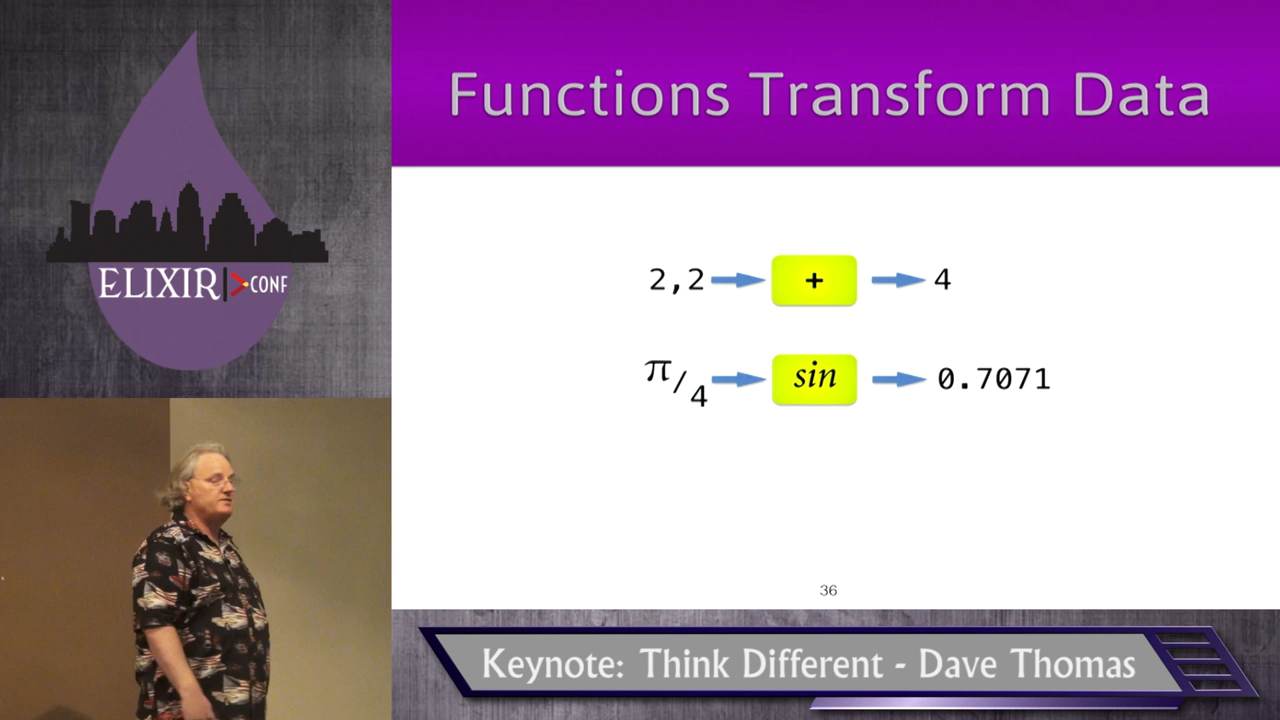 Functions Transform Data
ELIXIR|>CONF
2,2 + 4
π/4 sin 0.7071
36
Keynote: Think Different - Dave Thomas